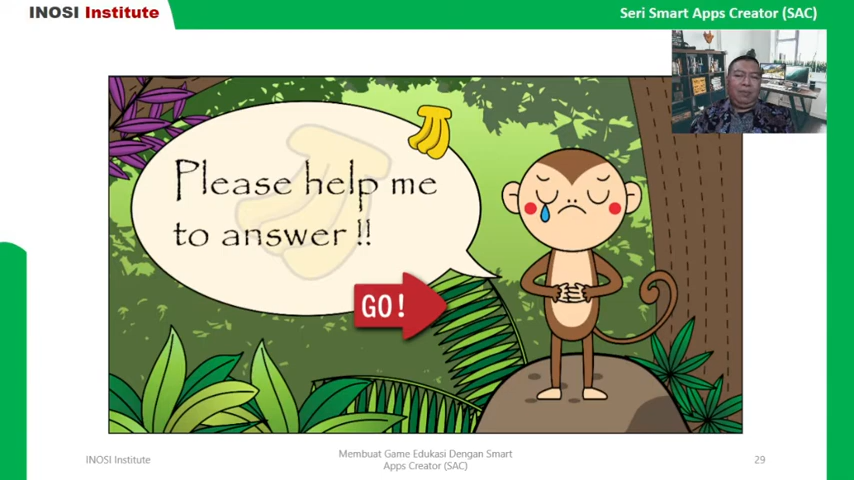 INOSI Institute
Seri Smart Apps Creator (SAC)
Please help me
to answer !!
GO!
INOSI Institute
Membuat Game Edukasi Dengan Smart
Apps Creator (SAC)
29